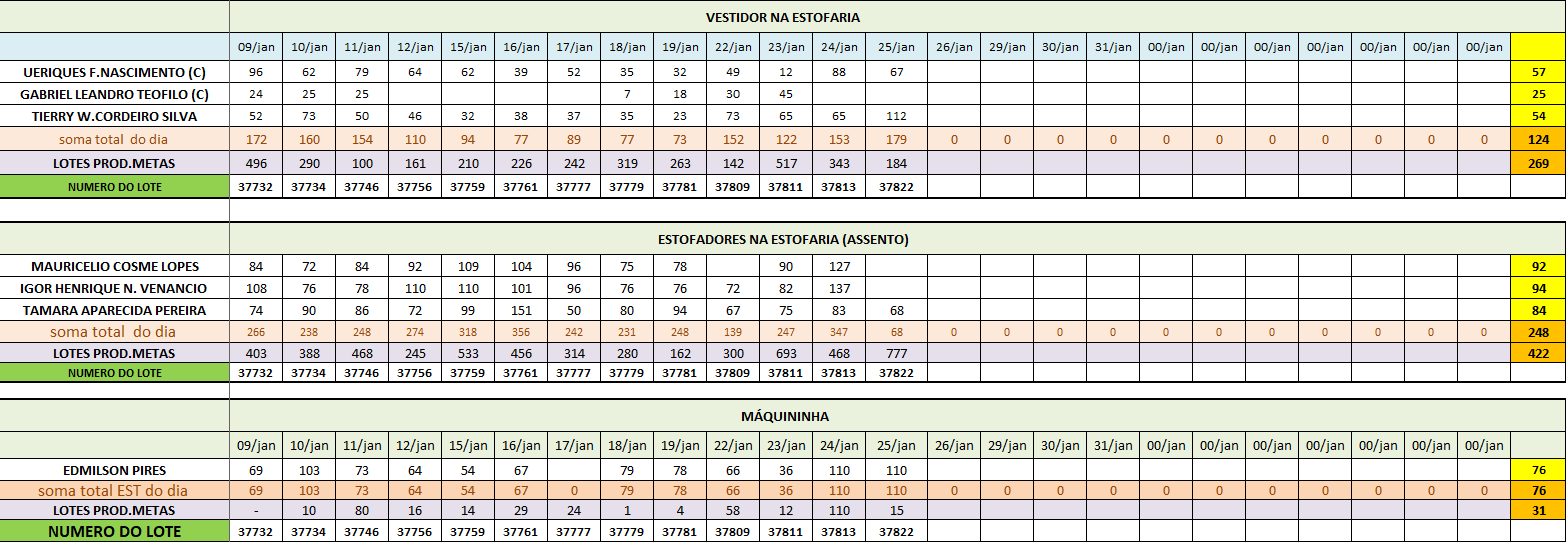 VESTIDOR NA ESTOFARIA
09/jan 10/jan 11/jan 12/jan 15/jan 16/jan 17/jan 18/jan 19/jan 22/jan 23/jan 24/jan 25/jan 26/jan 29/jan 30/jan 31/jan 00/jan 00/jan 00/jan 00/jan 00/jan 00/jan 00/jan
UERIQUES F.NASCIMENTO (C) 96 62 79 64 62 39 52 35 32 49 12 88 67 57
GABRIEL LEANDRO TEOFILO (C) 24 25 25 7 18 30 45 25
TIERRY W.CORDEIRO SILVA 52 73 50 46 32 38 37 35 23 73 65 65 112 54
soma total do dia 172 160 154 110 94 77 89 77 73 152 122 153 179 0 0 0 0 0 0 0 0 0 0 0 124
LOTES PROD.METAS 496 290 100 161 210 226 242 319 263 142 517 343 184 269
NUMERO DO LOTE 37732 37734 37746 37756 37759 37761 37777 37779 37781 37809 37811 37813 37822
ESTOFADORES NA ESTOFARIA (ASSENTO)
MAURICELIO COSME LOPES 84 72 84 92 109 104 96 75 78 90 127 92
IGOR HENRIQUE N. VENANCIO 108 76 78 110 110 101 96 76 76 72 82 137 94
TAMARA APARECIDA PEREIRA 74 90 86 72 99 151 50 80 94 67 75 83 68 84
soma total do dia 266 238 248 274 318 356 242 231 248 139 247 347 68 0 0 0 0 0 0 0 0 0 0 0 248
LOTES PROD.METAS 403 388 468 245 533 456 314 280 162 300 693 468 777 422
NUMERO DO LOTE 37732 37734 37746 37756 37759 37761 37777 37779 37781 37809 37811 37813 37822
MÁQUININHA
09/jan 10/jan 11/jan 12/jan 15/jan 16/jan 17/jan 18/jan 19/jan 22/jan 23/jan 24/jan 25/jan 26/jan 29/jan 30/jan 31/jan 00/jan 00/jan 00/jan 00/jan 00/jan 00/jan 00/jan
EDMILSON PIRES 69 103 73 64 54 67 79 78 66 36 110 110 76
soma total EST do dia 69 103 73 64 54 67 0 79 78 66 36 110 110 0 0 0 0 0 0 0 0 0 0 0 76
LOTES PROD.METAS - 10 80 16 14 29 24 1 4 58 12 110 15 31
NUMERO DO LOTE 37732 37734 37746 37756 37759 37761 37777 37779 37781 37809 37811 37813 37822